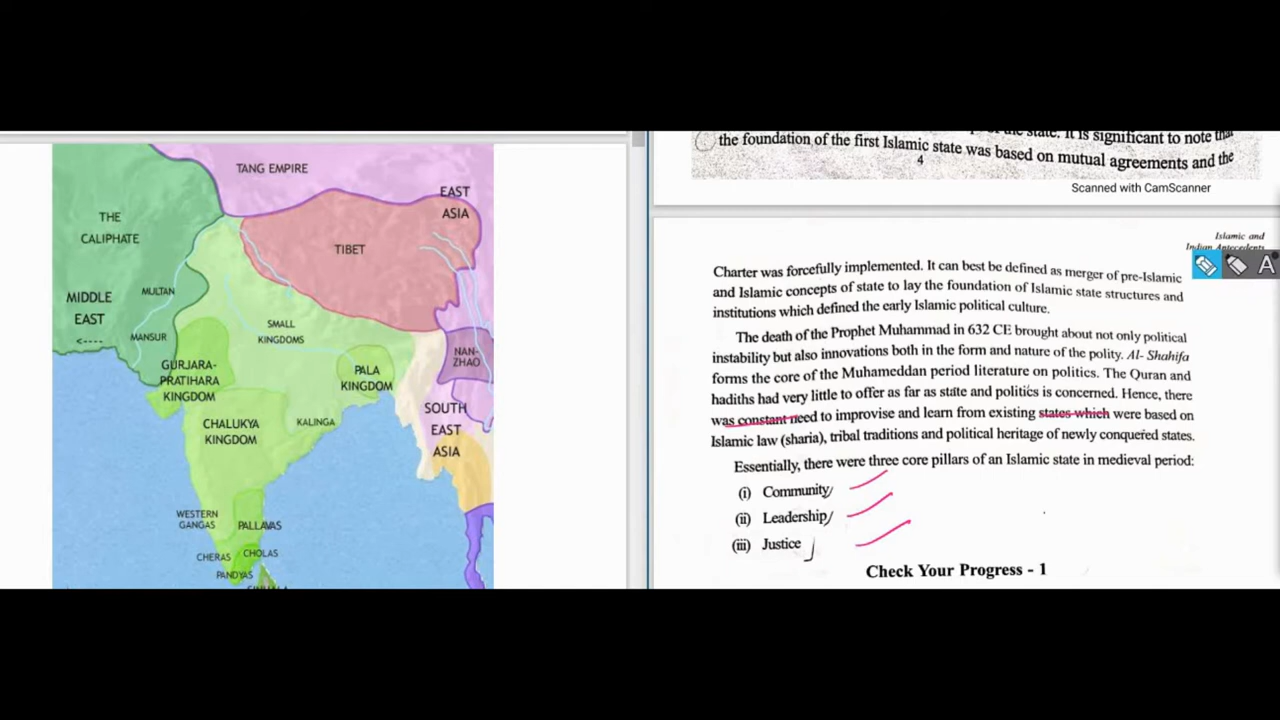 TANG EMPIRE
EAST
ASIA
THE
CALIPHATE
TIBET
MULTAN
MIDDLE
EAST
<----
MANSUR
SMALL
KINGDOMS
NAN-
ZHAO
GURJARA-
PRATIHARA
KINGDOM
PALA
KINGDOM
CHALUKYA
KINGDOM
KALINGA
SOUTH
EAST
ASIA
WESTERN
GANGAS
PALLAVAS
CHERAS
CHOLAS
PANDYAS
the state. It is significant to note that
the foundation of the first Islamic state was based on mutual agreements and the
4
Scanned with CamScanner
Islamic and
Indian Antecedents
A
Charter was forcefully implemented. It can best be defined as merger of pre-Islamic
and Islamic concepts of state to lay the foundation of Islamic state structures and
institutions which defined the early Islamic political culture.
The death of the Prophet Muhammad in 632 CE brought about not only political
instability but also innovations both in the form and nature of the polity. Al- Shahifa
forms the core of the Muhameddan period literature on politics. The Quran and
hadiths had very little to offer as far as state and politics is concerned. Hence, there
was constant need to improvise and learn from existing states which were based on
Islamic law (sharia), tribal traditions and political heritage of newly conquered states.
Essentially, there were three core pillars of an Islamic state in medieval period:
(i) Community
(ii) Leadership
(iii) Justice
Check Your Progress - 1